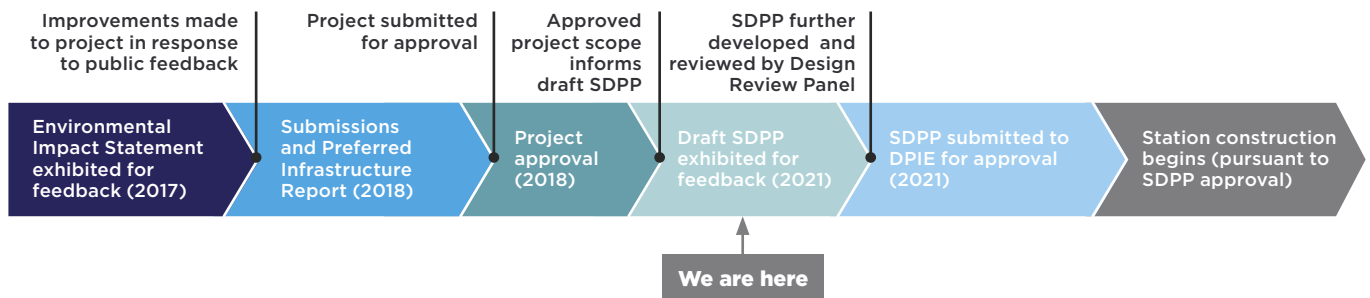 Improvements made
to project in response
to public feedback
Project submitted
for approval
Approved
project scope
informs
draft SDPP
SDPP further
developed and
reviewed by Design
Review Panel
Environmental
Impact Statement
exhibited for
feedback (2017)
Submissions
and Preferred
Infrastructure
Report (2018)
Project
approval
(2018)
Draft SDPP
exhibited for
feedback (2021)
SDPP submitted to
DPIE for approval
(2021)
Station construction
begins (pursuant to
SDPP approval)
We are here